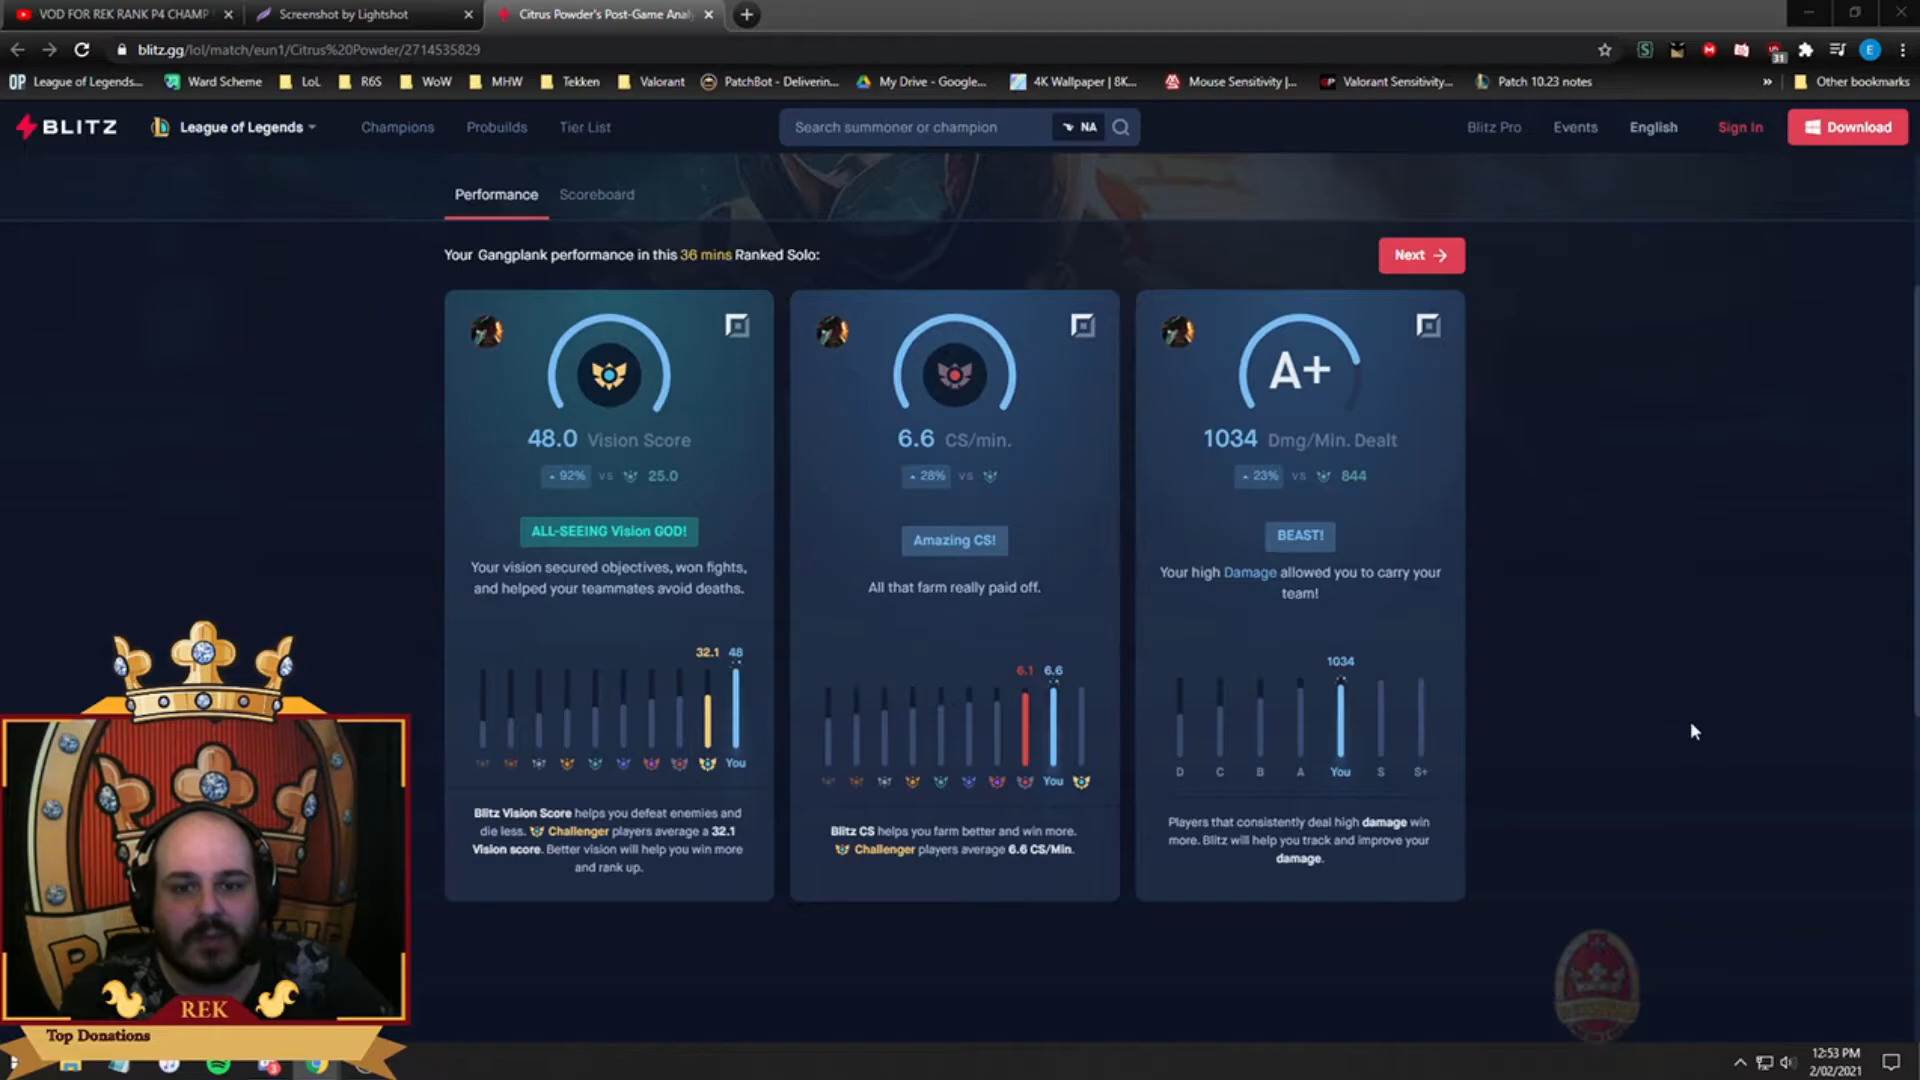 VOD FOR REK RANK P4 CHAMP
Screenshot by Lightshot
Citrus Powder's Post-Game Anal
blitz.gg/lol/match/eun1/Citrus%20Powder/2714535829
31
E
OP League of Legends...
Ward Scheme
LoL
R6S
WoW
MHW
Tekken
Valorant
PatchBot - Deliverin...
My Drive - Google...
4K Wallpaper | 8K...
Mouse Sensitivity |...
Valorant Sensitivity...
Patch 10.23 notes
»
Other bookmarks
BLITZ
League of Legends
Champions
Probuilds
Tier List
Search summoner or champion
NA
Blitz Pro
Events
English
Sign In
Download
Performance
Scoreboard
Your Gangplank performance in this 36 mins Ranked Solo:
Next →
48.0 Vision Score
92% vs 25.0
ALL-SEEING Vision GOD!
Your vision secured objectives, won fights,
and helped your teammates avoid deaths.
32.1 48
You
Blitz Vision Score helps you defeat enemies and
die less. Challenger players average a 32.1
Vision score. Better vision will help you win more
and rank up.
6.6 CS/min.
28% vs
Amazing CS!
All that farm really paid off.
6.1 6.6
You
Blitz CS helps you farm better and win more.
Challenger players average 6.6 CS/Min.
A+
1034 Dmg/Min. Dealt
23% vs 844
BEAST!
Your high Damage allowed you to carry your
team!
1034
D C B A You S S+
Players that consistently deal high damage win
more. Blitz will help you track and improve your
damage.
REK
Top Donations
12:53 PM
2/02/2021